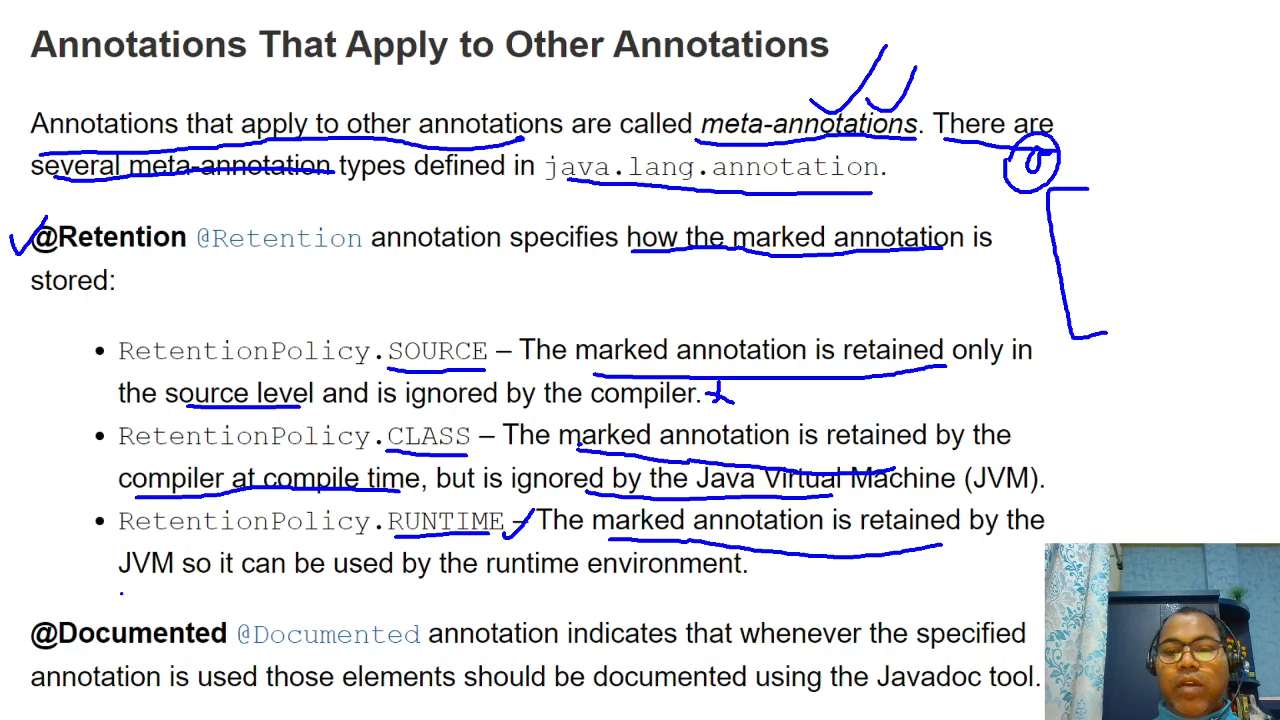 Annotations That Apply to Other Annotations
Annotations that apply to other annotations are called meta-annotations. There are
several meta-annotation types defined in java.lang.annotation.
@Retention @Retention annotation specifies how the marked annotation is
stored:
• RetentionPolicy.SOURCE – The marked annotation is retained only in
the source level and is ignored by the compiler.
• RetentionPolicy.CLASS – The marked annotation is retained by the
compiler at compile time, but is ignored by the Java Virtual Machine (JVM).
• RetentionPolicy.RUNTIME – The marked annotation is retained by the
JVM so it can be used by the runtime environment.
@Documented @Documented annotation indicates that whenever the specified
annotation is used those elements should be documented using the Javadoc tool.